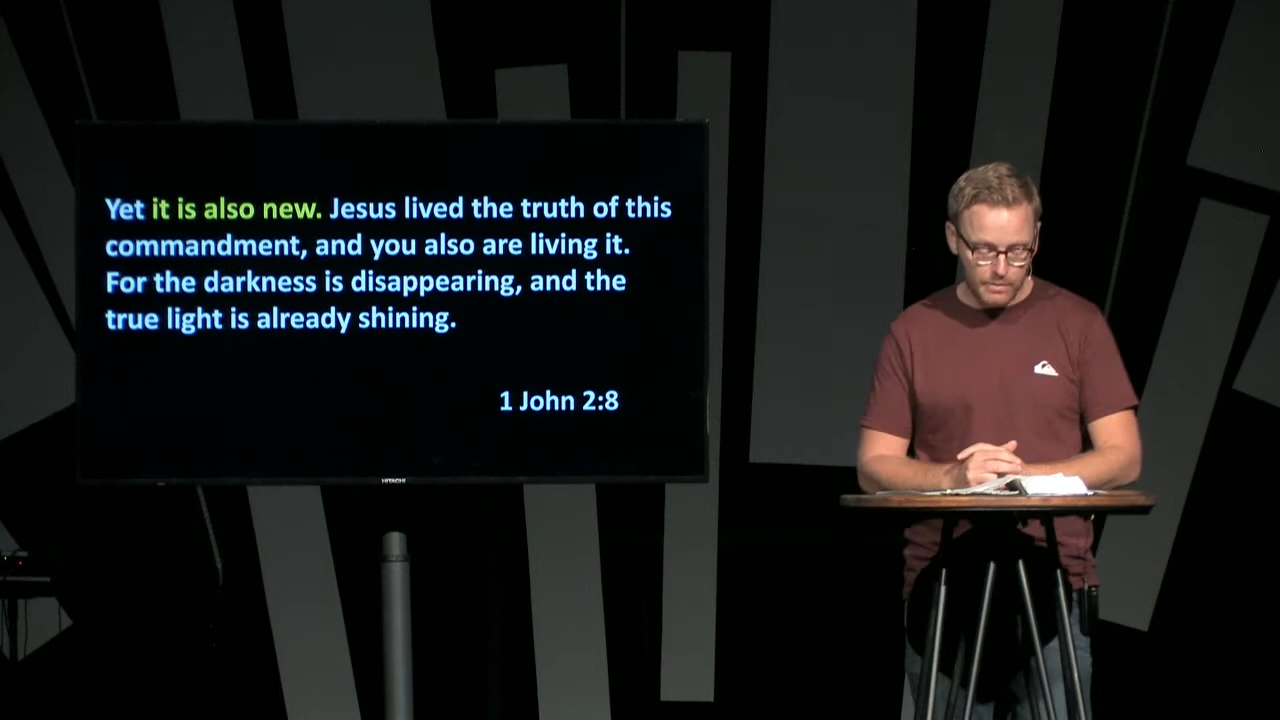 Yet it is also new. Jesus lived the truth of this
commandment, and you also are living it.
For the darkness is disappearing, and the
true light is already shining.
1 John 2:8
HITACHI